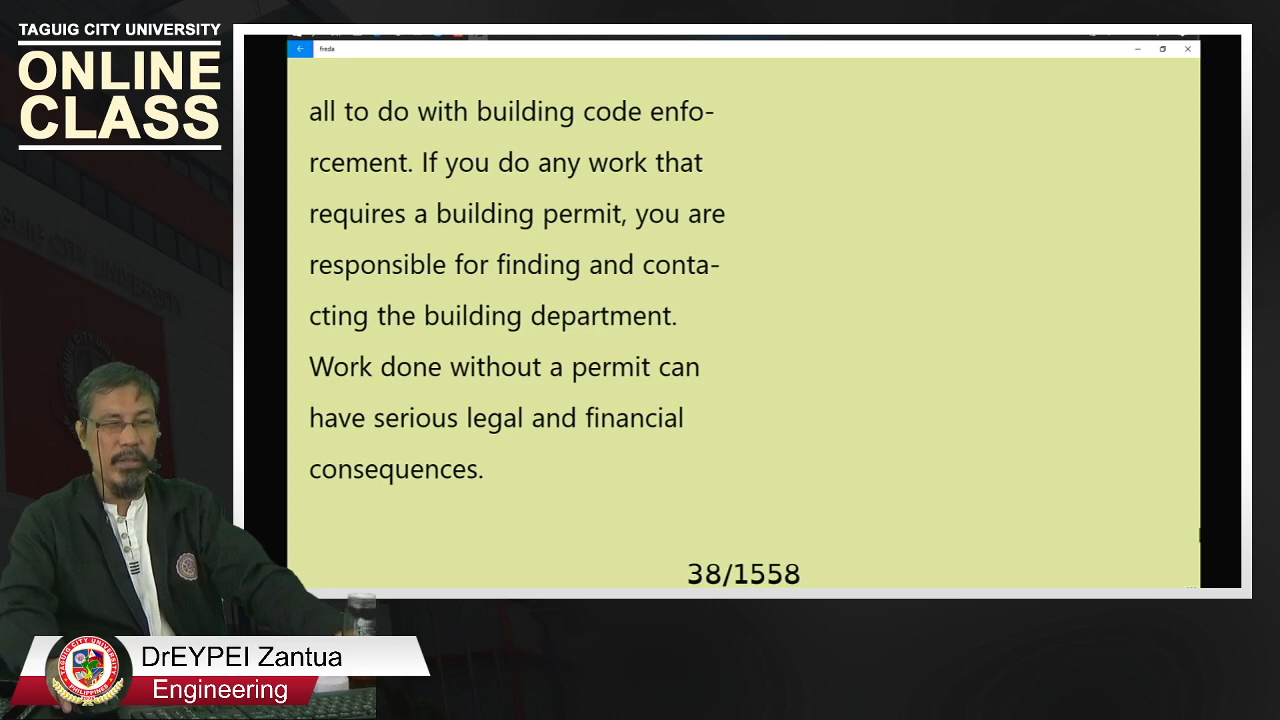 TAGUIG CITY UNIVERSITY
ONLINE
CLASS
freda
all to do with building code enfo-
rcement. If you do any work that
requires a building permit, you are
responsible for finding and conta-
cting the building department.
Work done without a permit can
have serious legal and financial
consequences.
38/1558
DrEYPEI Zantua
Engineering